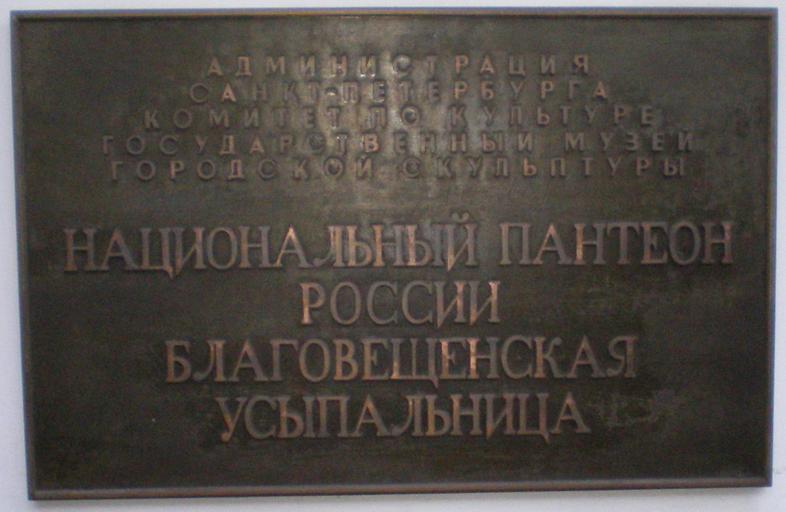 АДМИНИСТРАЦИЯ
САНКТ-ПЕТЕРБУРГА
КОМИТЕТ ПО КУЛЬТУРЕ
ГОСУДАРСТВЕННЫЙ МУЗЕЙ
ГОРОДСКОЙ СКУЛЬПТУРЫ
НАЦИОНАЛЬНЫЙ ПАНТЕОН
РОССИИ
БЛАГОВЕЩЕНСКАЯ
УСЫПАЛЬНИЦА